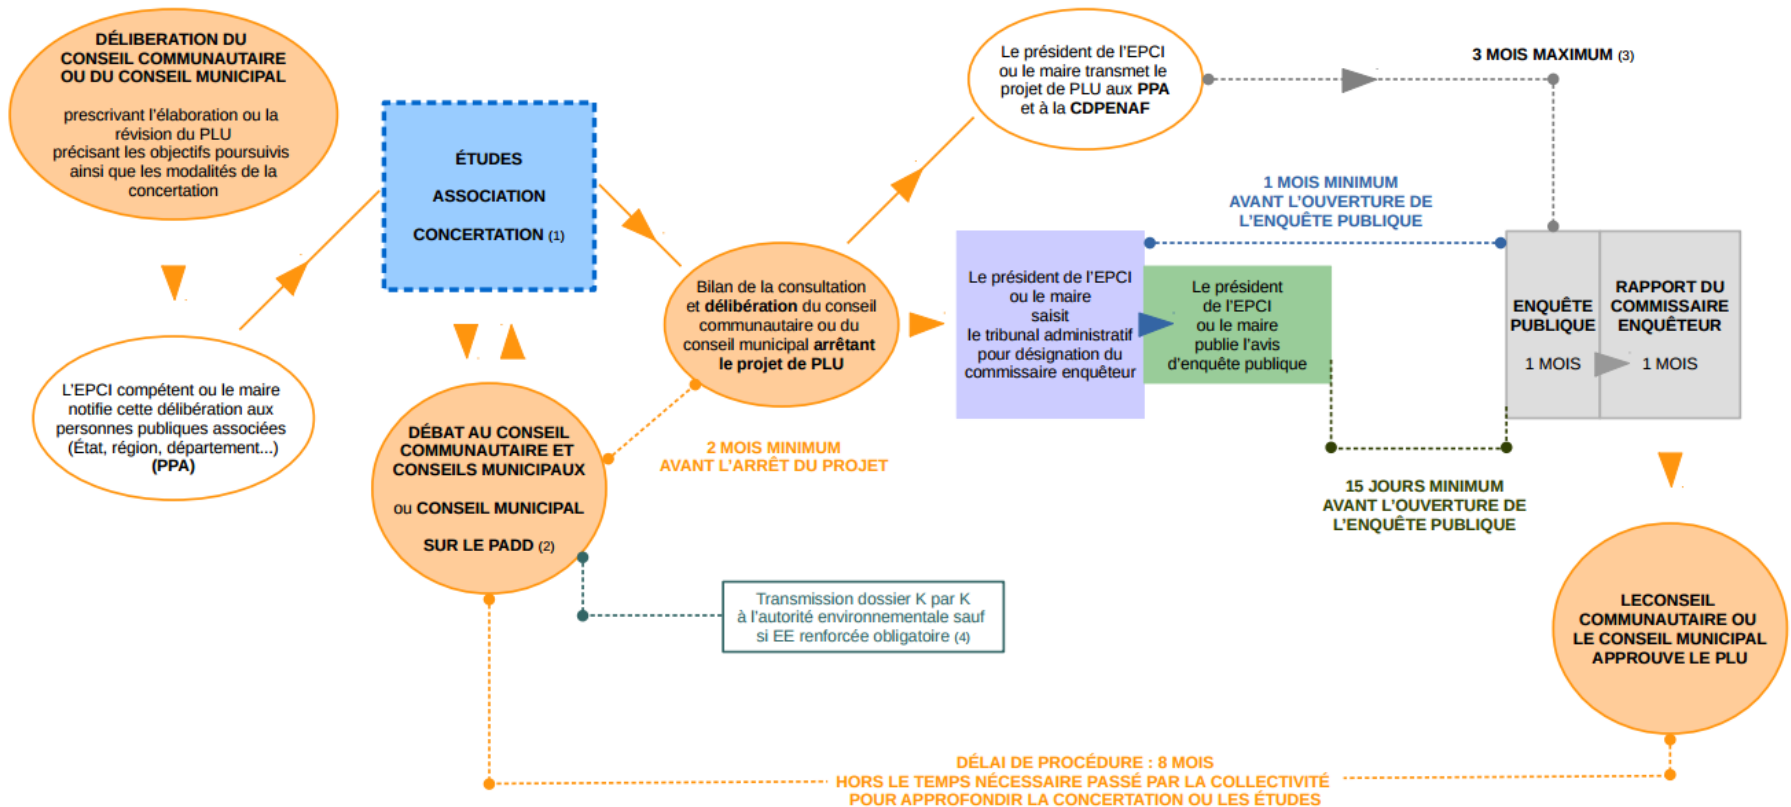 DÉLIBERATION DU
CONSEIL COMMUNAUTAIRE
OU DU CONSEIL MUNICIPAL
prescrivant l'élaboration ou la
révision du PLU
précisant les objectifs poursuivis
ainsi que les modalités de la
concertation
L'EPCI compétent ou le maire
notifie cette délibération aux
personnes publiques associées
(État, région, département...)
(PPA)
ÉTUDES
ASSOCIATION
CONCERTATION (1)
DÉBAT AU CONSEIL
COMMUNAUTAIRE ET
CONSEILS MUNICIPAUX
ou CONSEIL MUNICIPAL
SUR LE PADD (2)
Bilan de la consultation
et délibération du conseil
communautaire ou du
conseil municipal arrêtant
le projet de PLU
2 MOIS MINIMUM
AVANT L'ARRÊT DU PROJET
Transmission dossier K par K
à l'autorité environnementale sauf
si EE renforcée obligatoire (4)
Le président de l'EPCI
ou le maire transmet le
projet de PLU aux PPA
et à la CDPENAF
3 MOIS MAXIMUM (3)
1 MOIS MINIMUM
AVANT L'OUVERTURE DE
L'ENQUÊTE PUBLIQUE
Le président de l'EPCI
ou le maire
saisit
le tribunal administratif
pour désignation du
commissaire enquêteur
Le président
de l'EPCI
ou le maire
publie l'avis
d'enquête publique
15 JOURS MINIMUM
AVANT L'OUVERTURE DE
L'ENQUÊTE PUBLIQUE
ENQUÊTE
PUBLIQUE
1 MOIS
RAPPORT DU
COMMISSAIRE
ENQUÊTEUR
1 MOIS
LECONSEIL
COMMUNAUTAIRE OU
LE CONSEIL MUNICIPAL
APPROUVE LE PLU
DÉLAI DE PROCÉDURE : 8 MOIS
HORS LE TEMPS NÉCESSAIRE PASSÉ PAR LA COLLECTIVITÉ
POUR APPROFONDIR LA CONCERTATION OU LES ÉTUDES